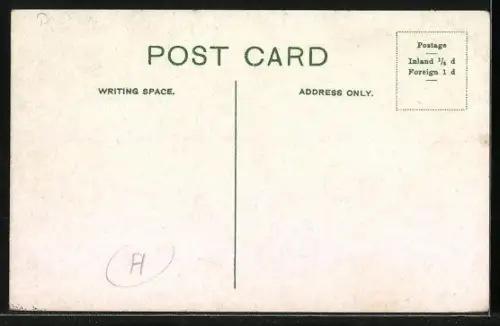 POST CARD
Postage
Inland ½ d
Foreign 1 d
WRITING SPACE.
ADDRESS ONLY.
A